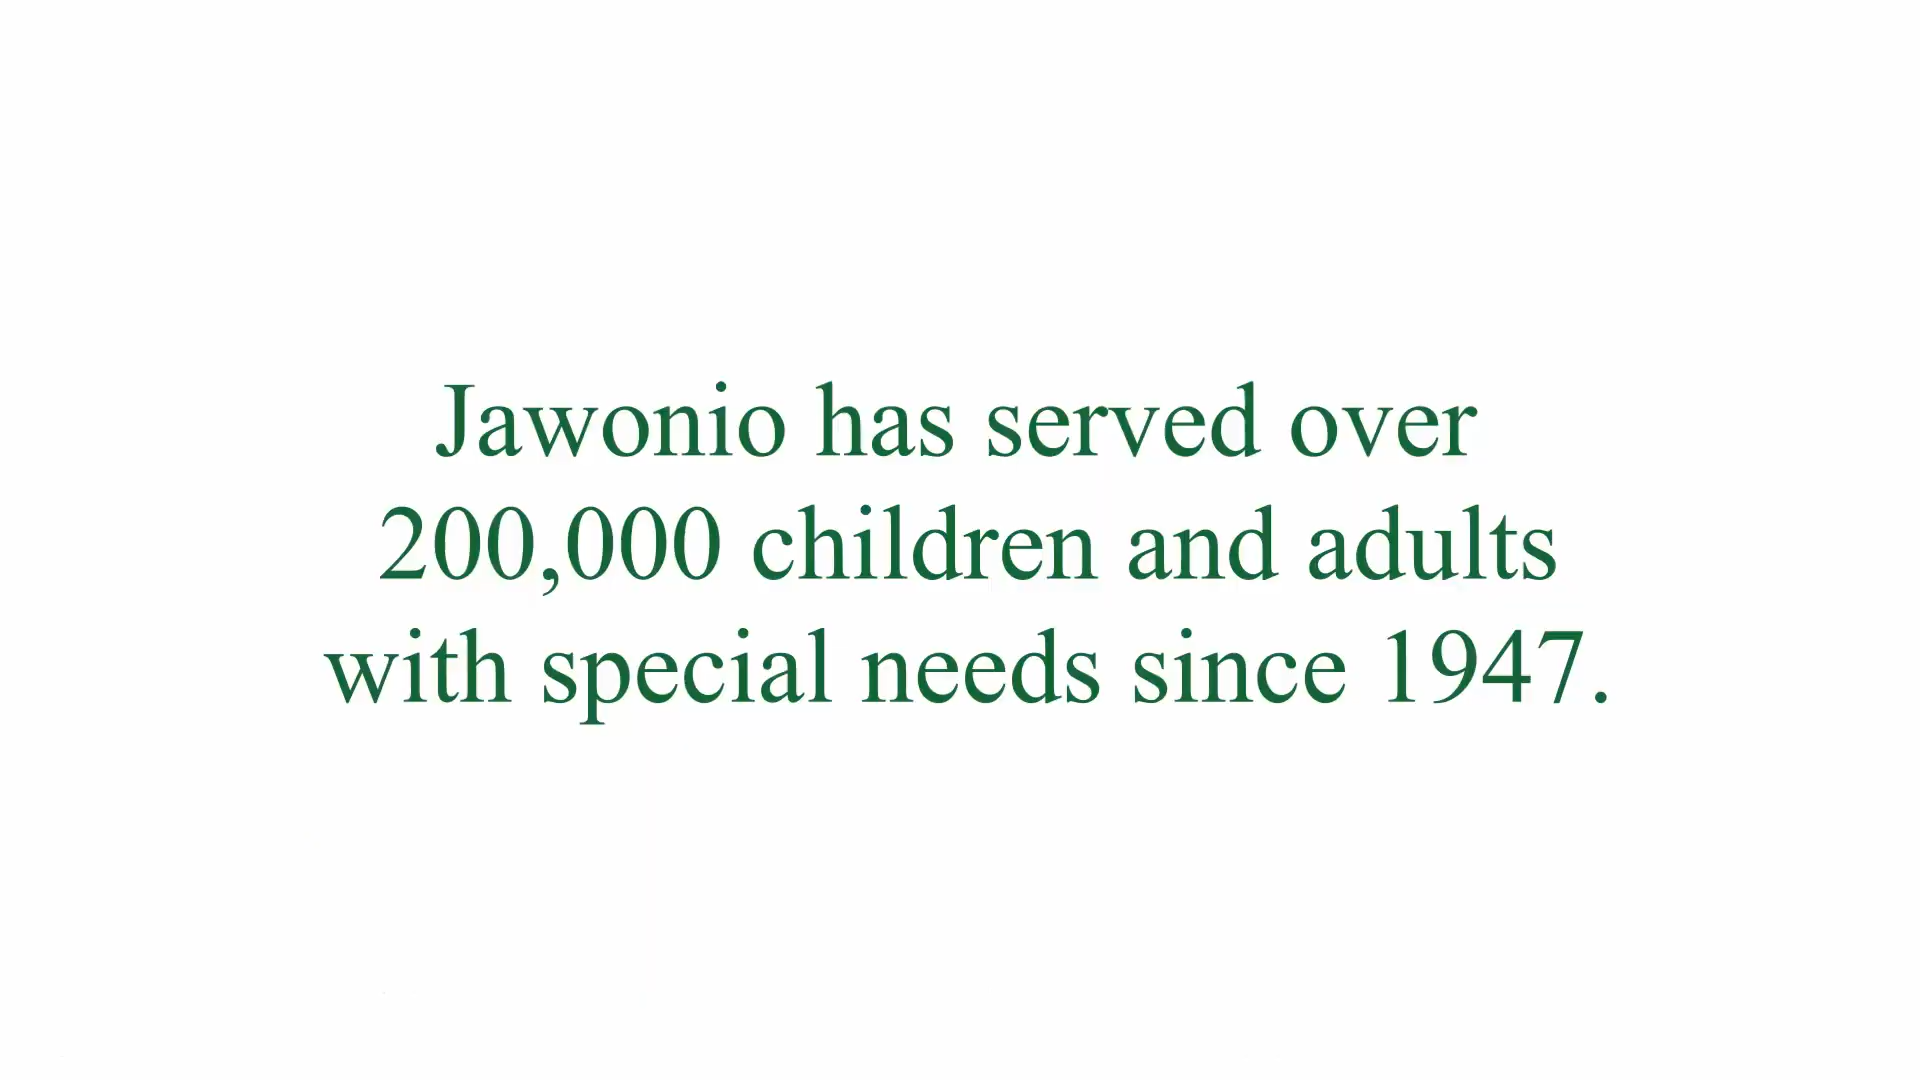 Jawonio has served over
200,000 children and adults
with special needs since 1947.